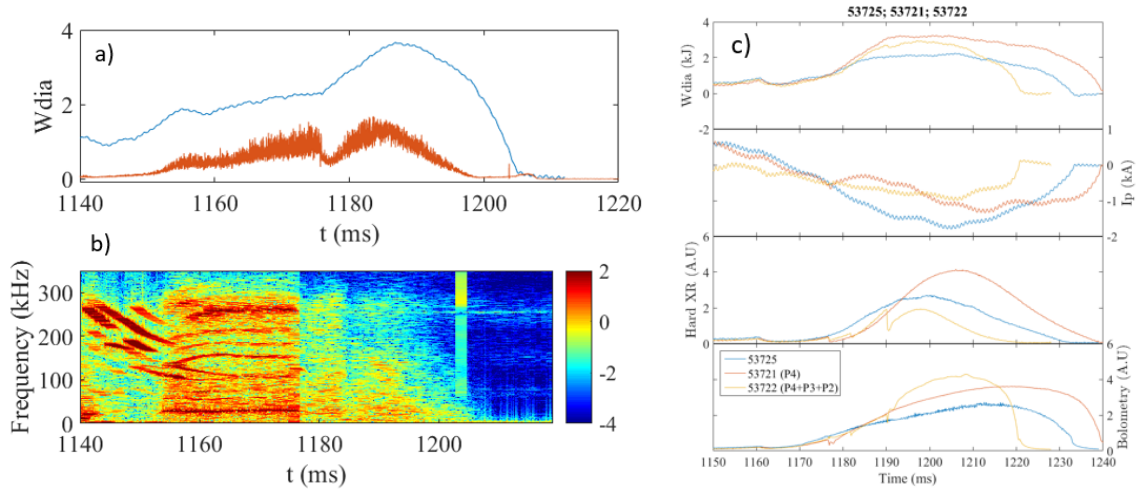 a)
Wdia
4
2
0
1140 1160 1180 1200 1220
t (ms)
b)
Frequency (kHz)
300
200
100
0
1140 1160 1180 1200
t (ms)
2
0
-2
-4
53725; 53721; 53722
c)
Wdia (kJ)
4
2
0
-2
Ip (kA)
1
0
-1
-2
Hard XR (A.U)
6
4
2
0
Bolometry (A.U)
6
4
2
0
53725
53721 (P4)
53722 (P4+P3+P2)
1150 1160 1170 1180 1190 1200 1210 1220 1230 1240
Time (ms)